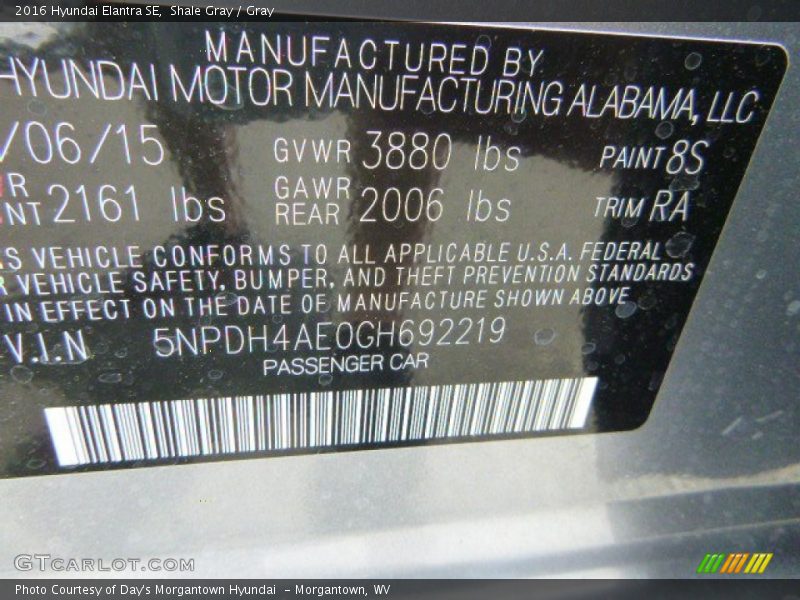 2016 Hyundai Elantra SE, Shale Gray / Gray
MANUFACTURED BY
HYUNDAI MOTOR MANUFACTURING ALABAMA, LLC
/06/15 GVWR 3880 lbs PAINT 8S
R
NT 2161 lbs GAWR REAR 2006 lbs TRIM RA
S VEHICLE CONFORMS TO ALL APPLICABLE U.S.A. FEDERAL
R VEHICLE SAFETY, BUMPER, AND THEFT PREVENTION STANDARDS
IN EFFECT ON THE DATE OF MANUFACTURE SHOWN ABOVE
V.I.N 5NPDH4AE0GH692219
PASSENGER CAR
GTCARLOT.COM
Photo Courtesy of Day's Morgantown Hyundai - Morgantown, WV